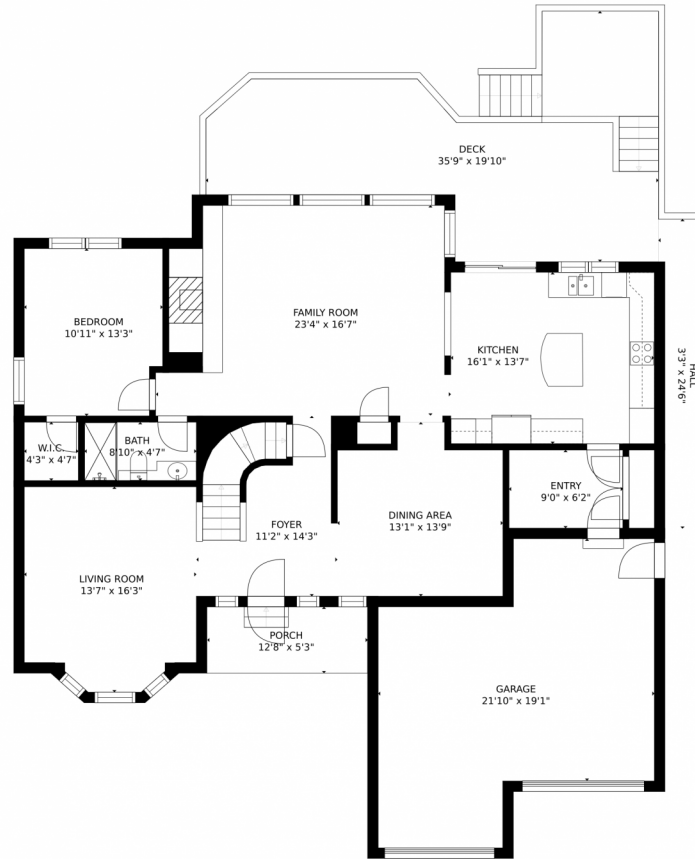 DECK
35'9" x 19'10"
FAMILY ROOM
23'4" x 16'7"
BEDROOM
10'11" x 13'3"
KITCHEN
16'1" x 13'7"
HALL
3'3" x 24'6"
W.I.C.
4'3" x 4'7"
BATH
8'10" x 4'7"
ENTRY
9'0" x 6'2"
DINING AREA
13'1" x 13'9"
FOYER
11'2" x 14'3"
LIVING ROOM
13'7" x 16'3"
PORCH
12'8" x 5'3"
GARAGE
21'10" x 19'1"